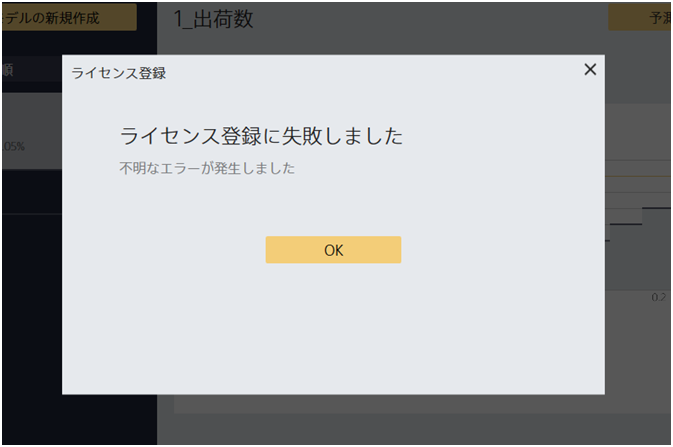 デルの新規作成
1_出荷数
予測
順
ライセンス登録
ライセンス登録に失敗しました
.05%
不明なエラーが発生しました
OK
0.2